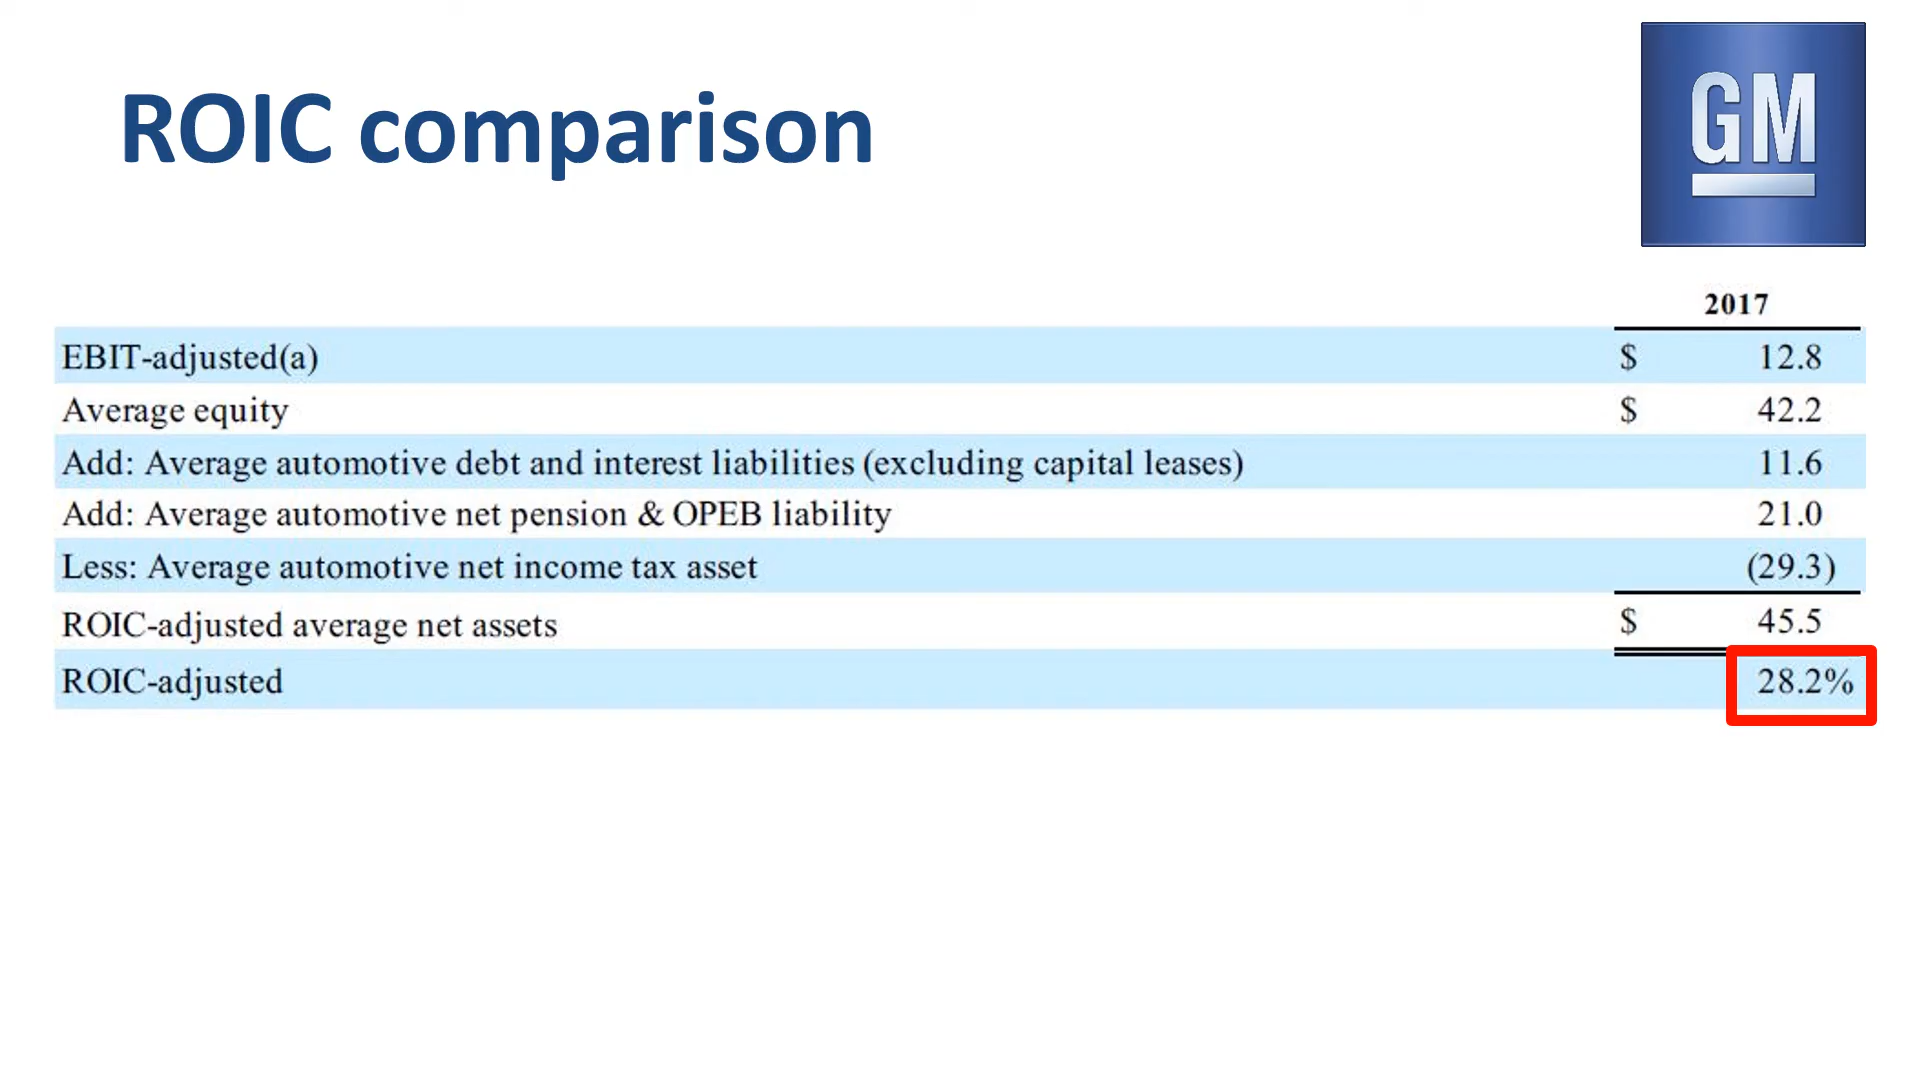 ROIC comparison
GM
2017
EBIT-adjusted(a) $ 12.8
Average equity $ 42.2
Add: Average automotive debt and interest liabilities (excluding capital leases) 11.6
Add: Average automotive net pension & OPEB liability 21.0
Less: Average automotive net income tax asset (29.3)
ROIC-adjusted average net assets $ 45.5
ROIC-adjusted 28.2%